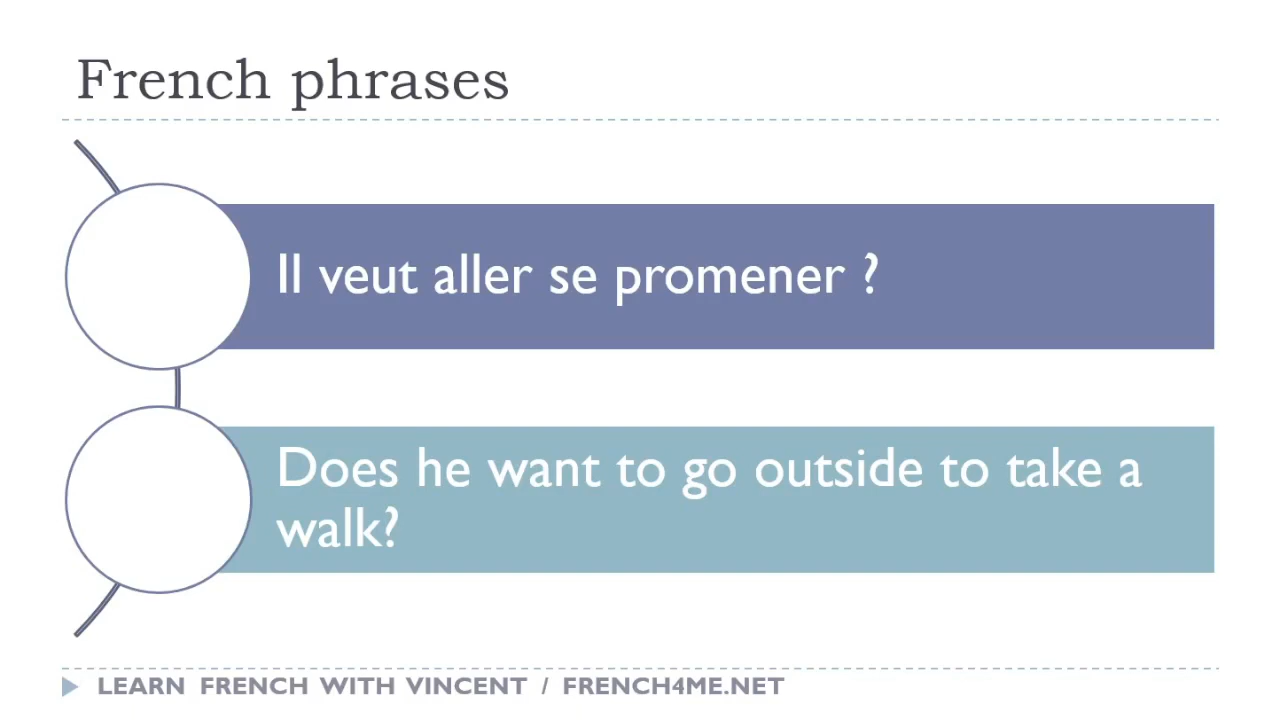 French phrases
Il veut aller se promener ?
Does he want to go outside to take a
walk?
LEARN FRENCH WITH VINCENT / FRENCH4ME.NET